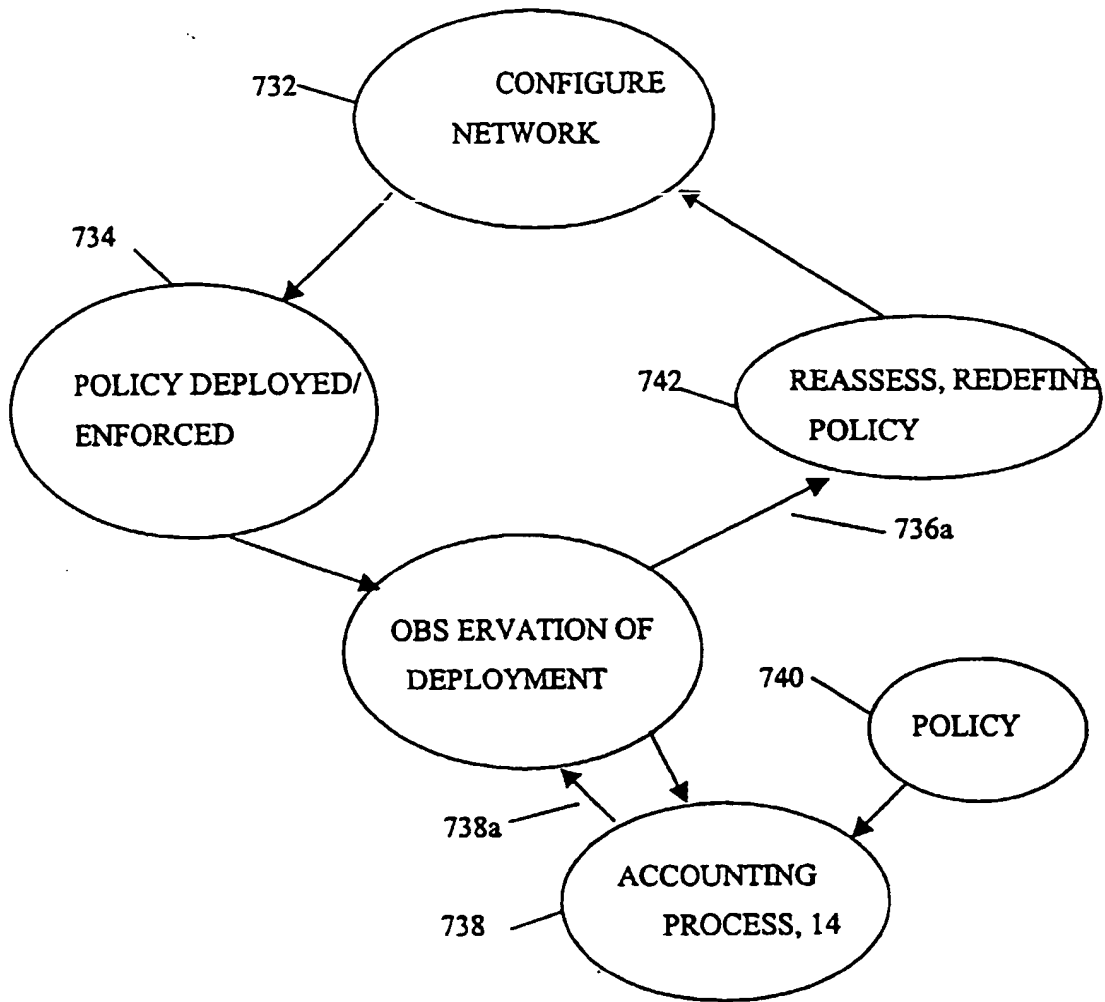 732
CONFIGURE
NETWORK
734
POLICY DEPLOYED/
ENFORCED
742
REASSESS, REDEFINE
POLICY
736a
OBS ERVATION OF
DEPLOYMENT
740
POLICY
738a
ACCOUNTING
PROCESS, 14
738